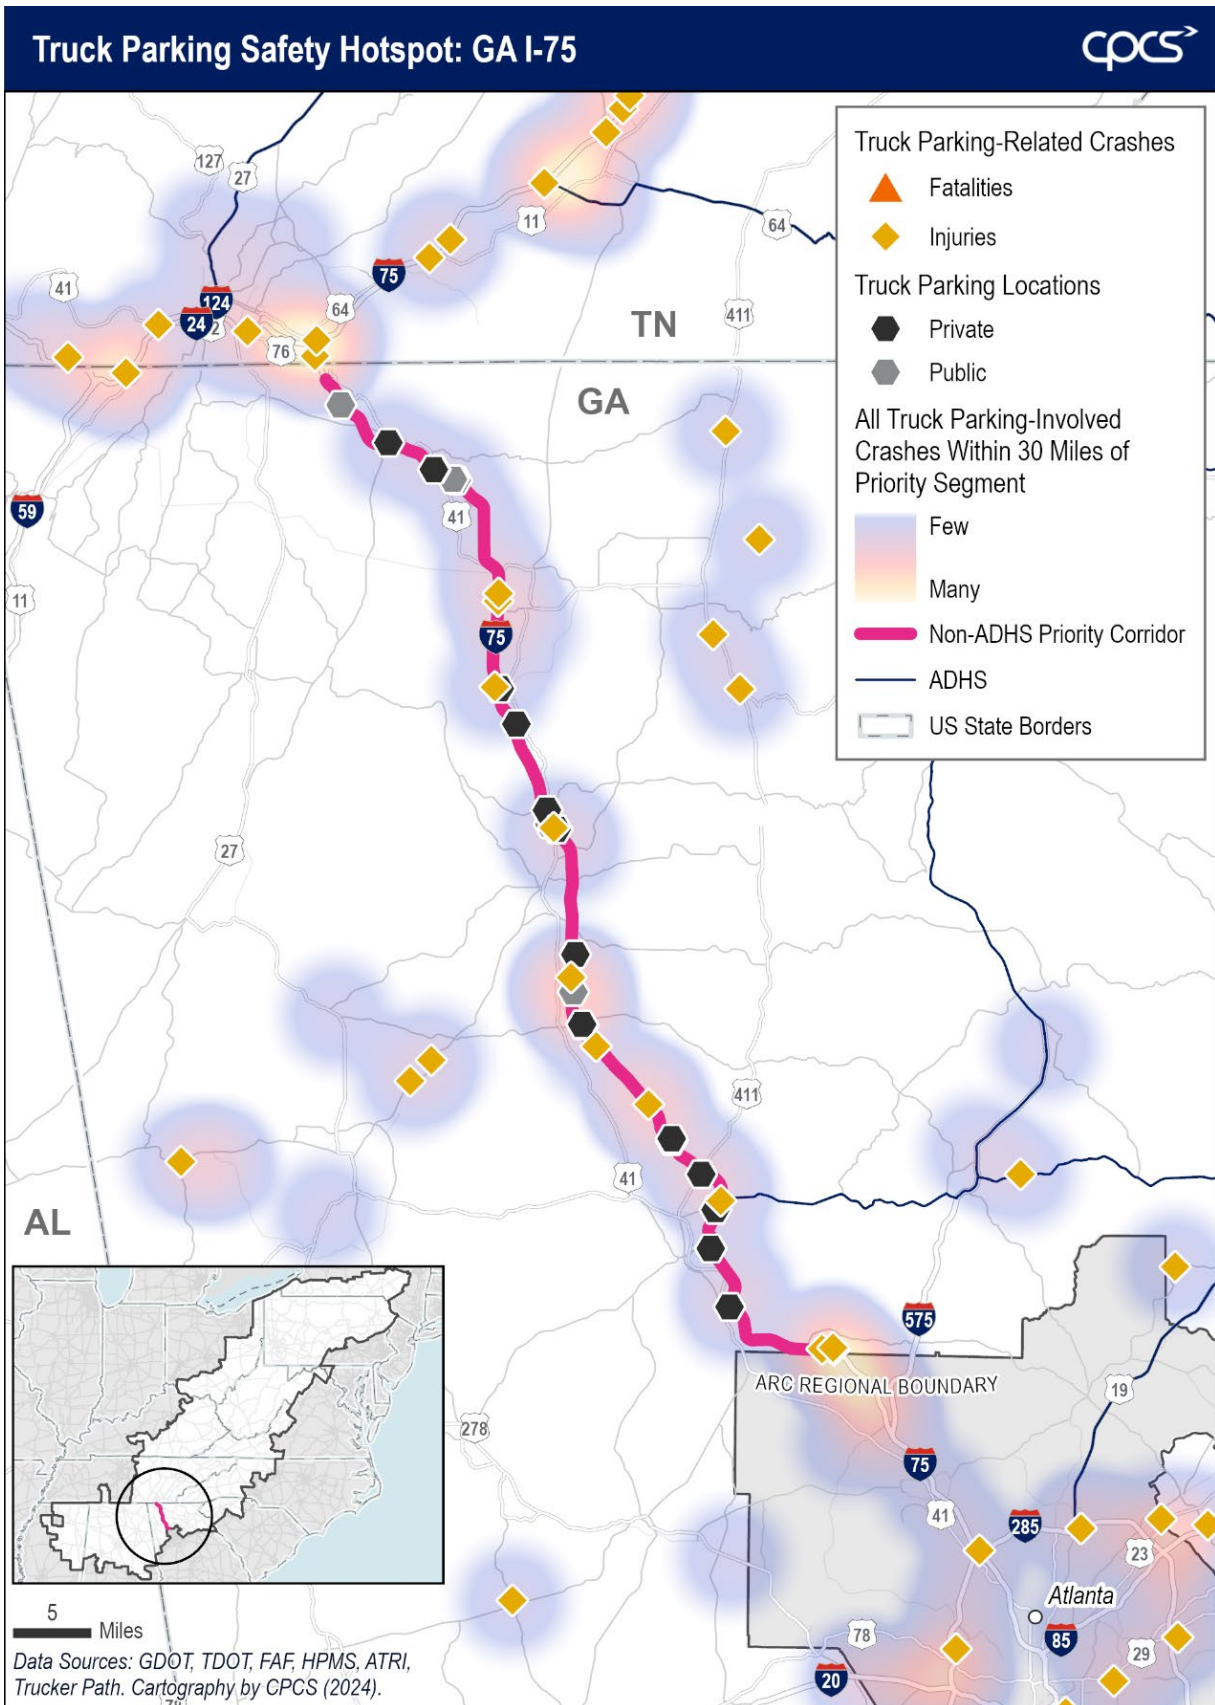 Truck Parking Safety Hotspot: GA I-75
cpcs
Truck Parking-Related Crashes
Fatalities
Injuries
Truck Parking Locations
Private
Public
All Truck Parking-Involved
Crashes Within 30 Miles of
Priority Segment
Few
Many
Non-ADHS Priority Corridor
ADHS
US State Borders
127
27
11
64
75
41
124
24
2
64
76
TN
411
GA
59
41
11
75
27
411
41
AL
575
ARC REGIONAL BOUNDARY
19
278
75
41
285
23
Atlanta
78
85
29
20
5
Miles
Data Sources: GDOT, TDOT, FAF, HPMS, ATRI,
Trucker Path. Cartography by CPCS (2024).
78